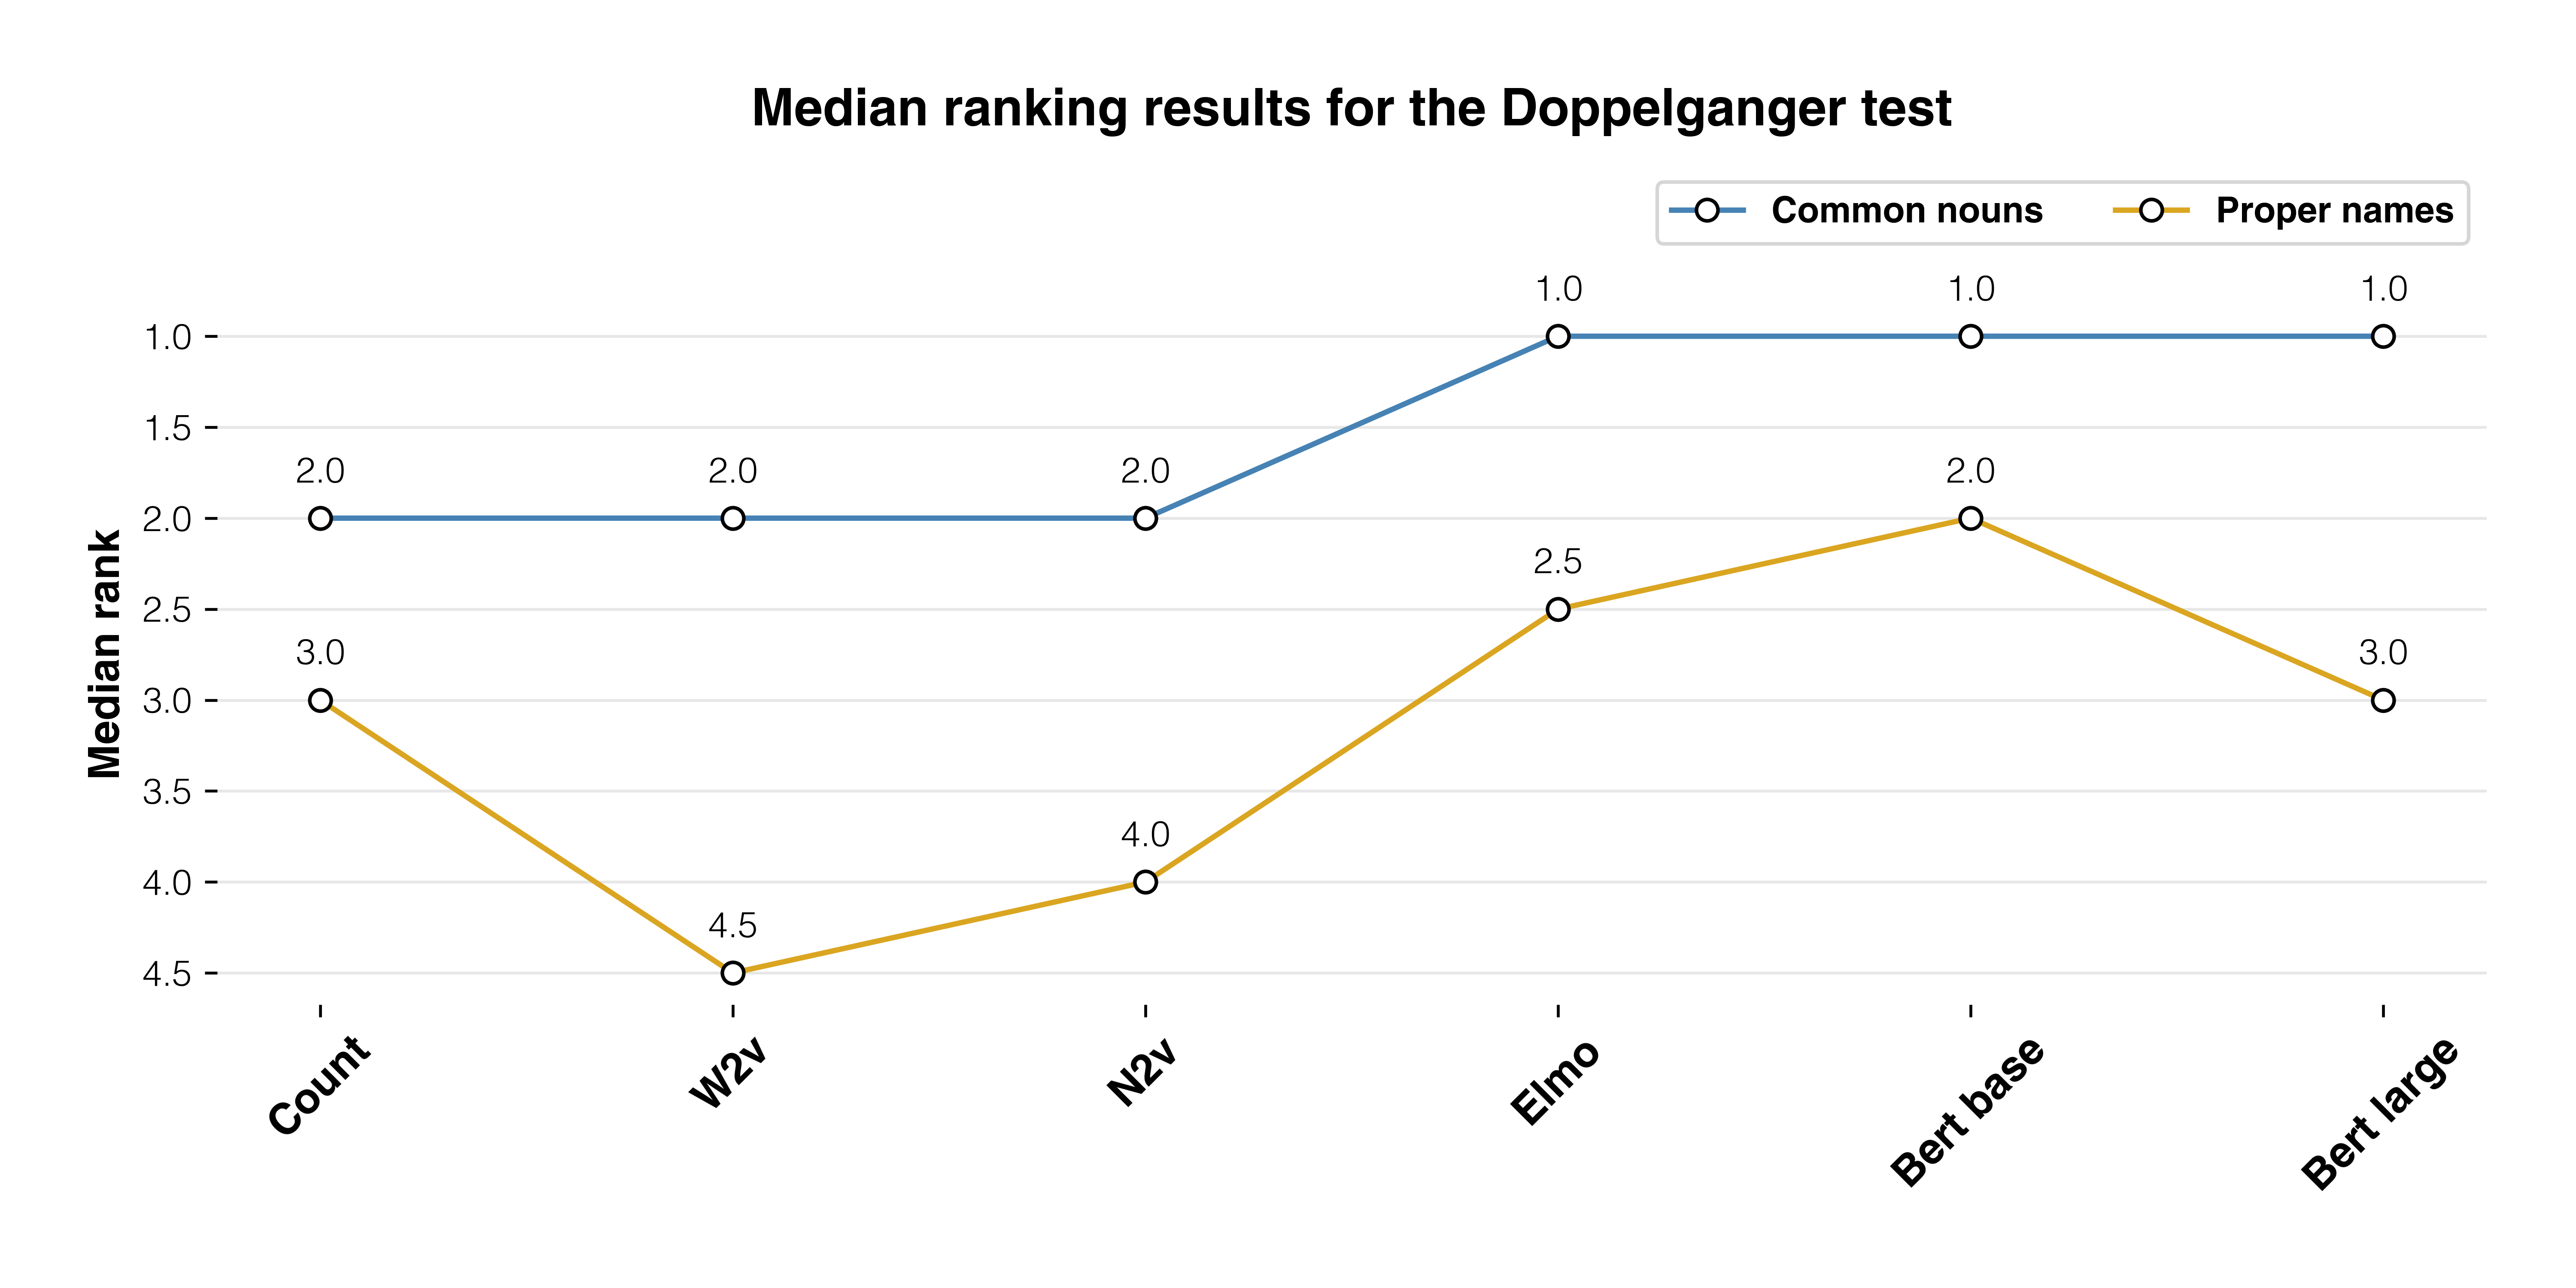 Median ranking results for the Doppelganger test
Common nouns Proper names
1.0 1.0 1.0
1.0
1.5
2.0 2.0 2.0 2.0
2.0
2.5
2.5
3.0 3.0
3.0
3.5
4.0
4.0
4.5
4.5
Median rank
Count W2v N2v Elmo Bert base Bert large